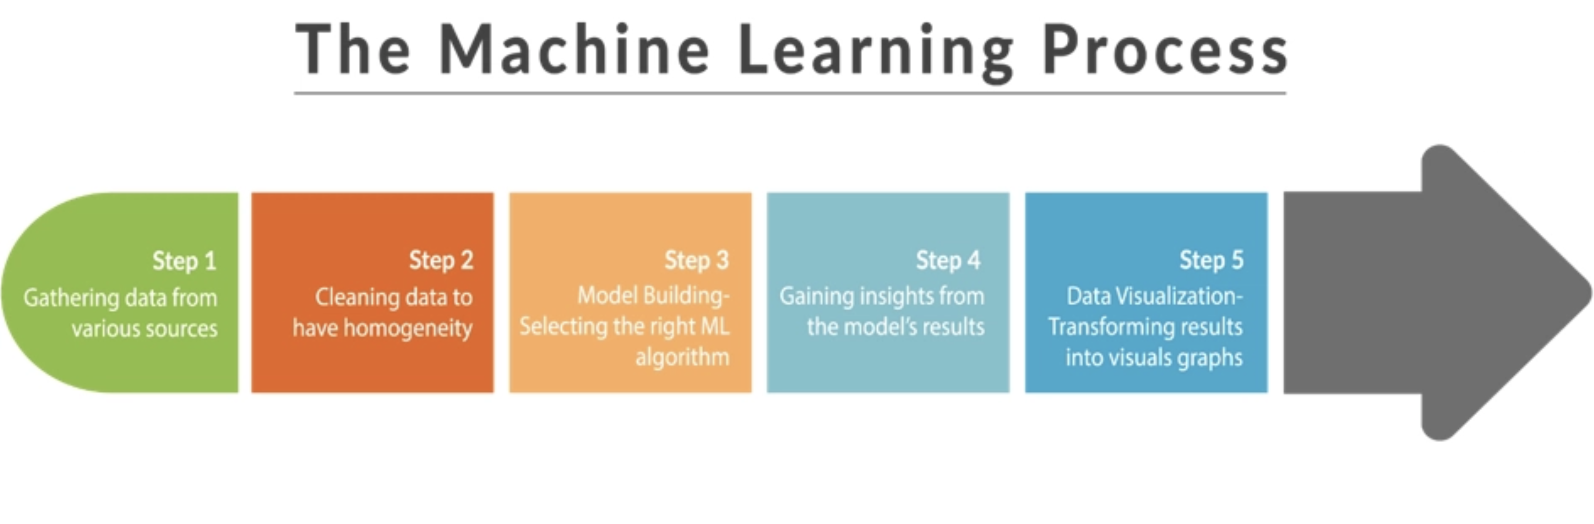 The Machine Learning Process
Step 1
Gathering data from
various sources
Step 2
Cleaning data to
have homogeneity
Step 3
Model Building-
Selecting the right ML
algorithm
Step 4
Gaining insights from
the model's results
Step 5
Data Visualization-
Transforming results
into visuals graphs